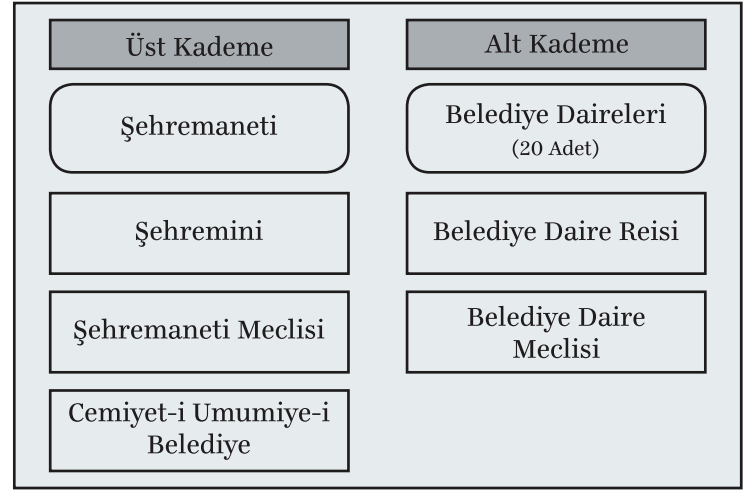 Üst Kademe
Şehremaneti
Şehremini
Şehremaneti Meclisi
Cemiyet-i Umumiye-i
Belediye
Alt Kademe
Belediye Daireleri
(20 Adet)
Belediye Daire Reisi
Belediye Daire
Meclisi